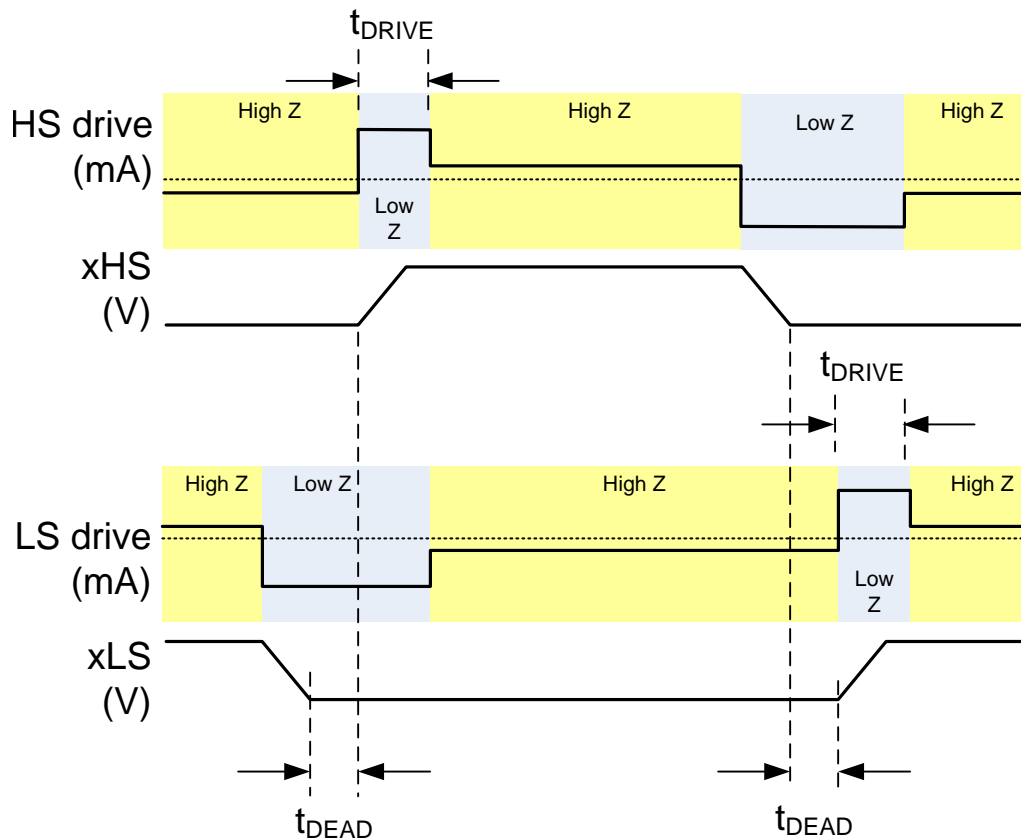 tDRIVE
High Z
High Z
Low Z
High Z
HS drive
(mA)
Low
Z
xHS
(V)
tDRIVE
High Z
Low Z
High Z
High Z
LS drive
(mA)
Low
Z
xLS
(V)
tDEAD
tDEAD